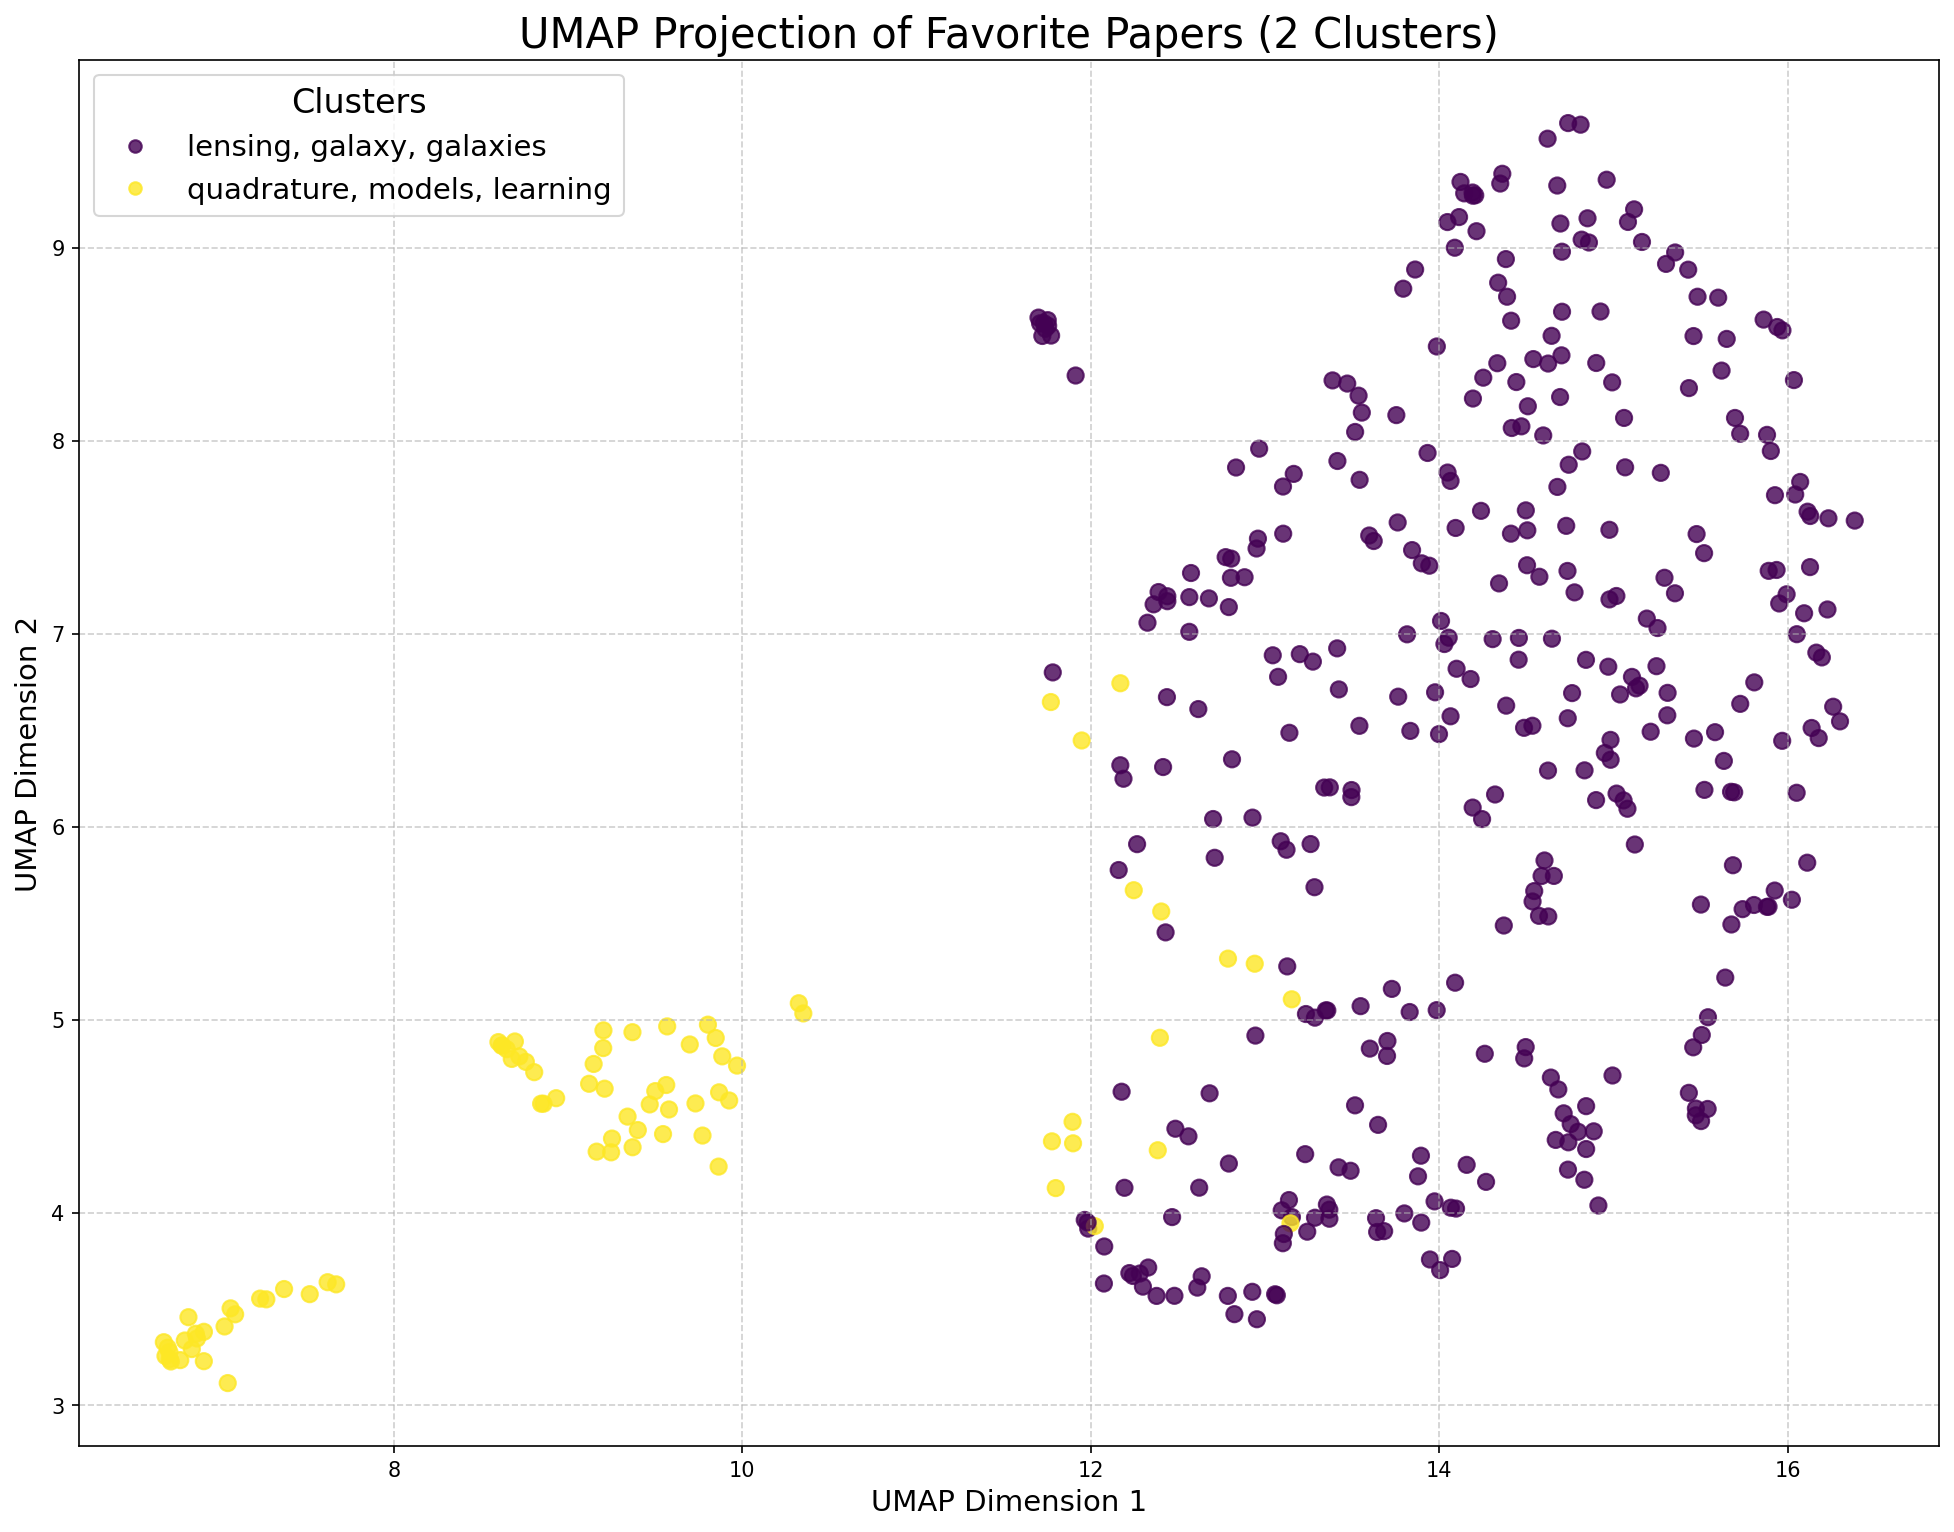 UMAP Projection of Favorite Papers (2 Clusters)
Clusters
lensing, galaxy, galaxies
quadrature, models, learning
UMAP Dimension 2
9
8
7
6
5
4
3
8
10
12
14
16
UMAP Dimension 1